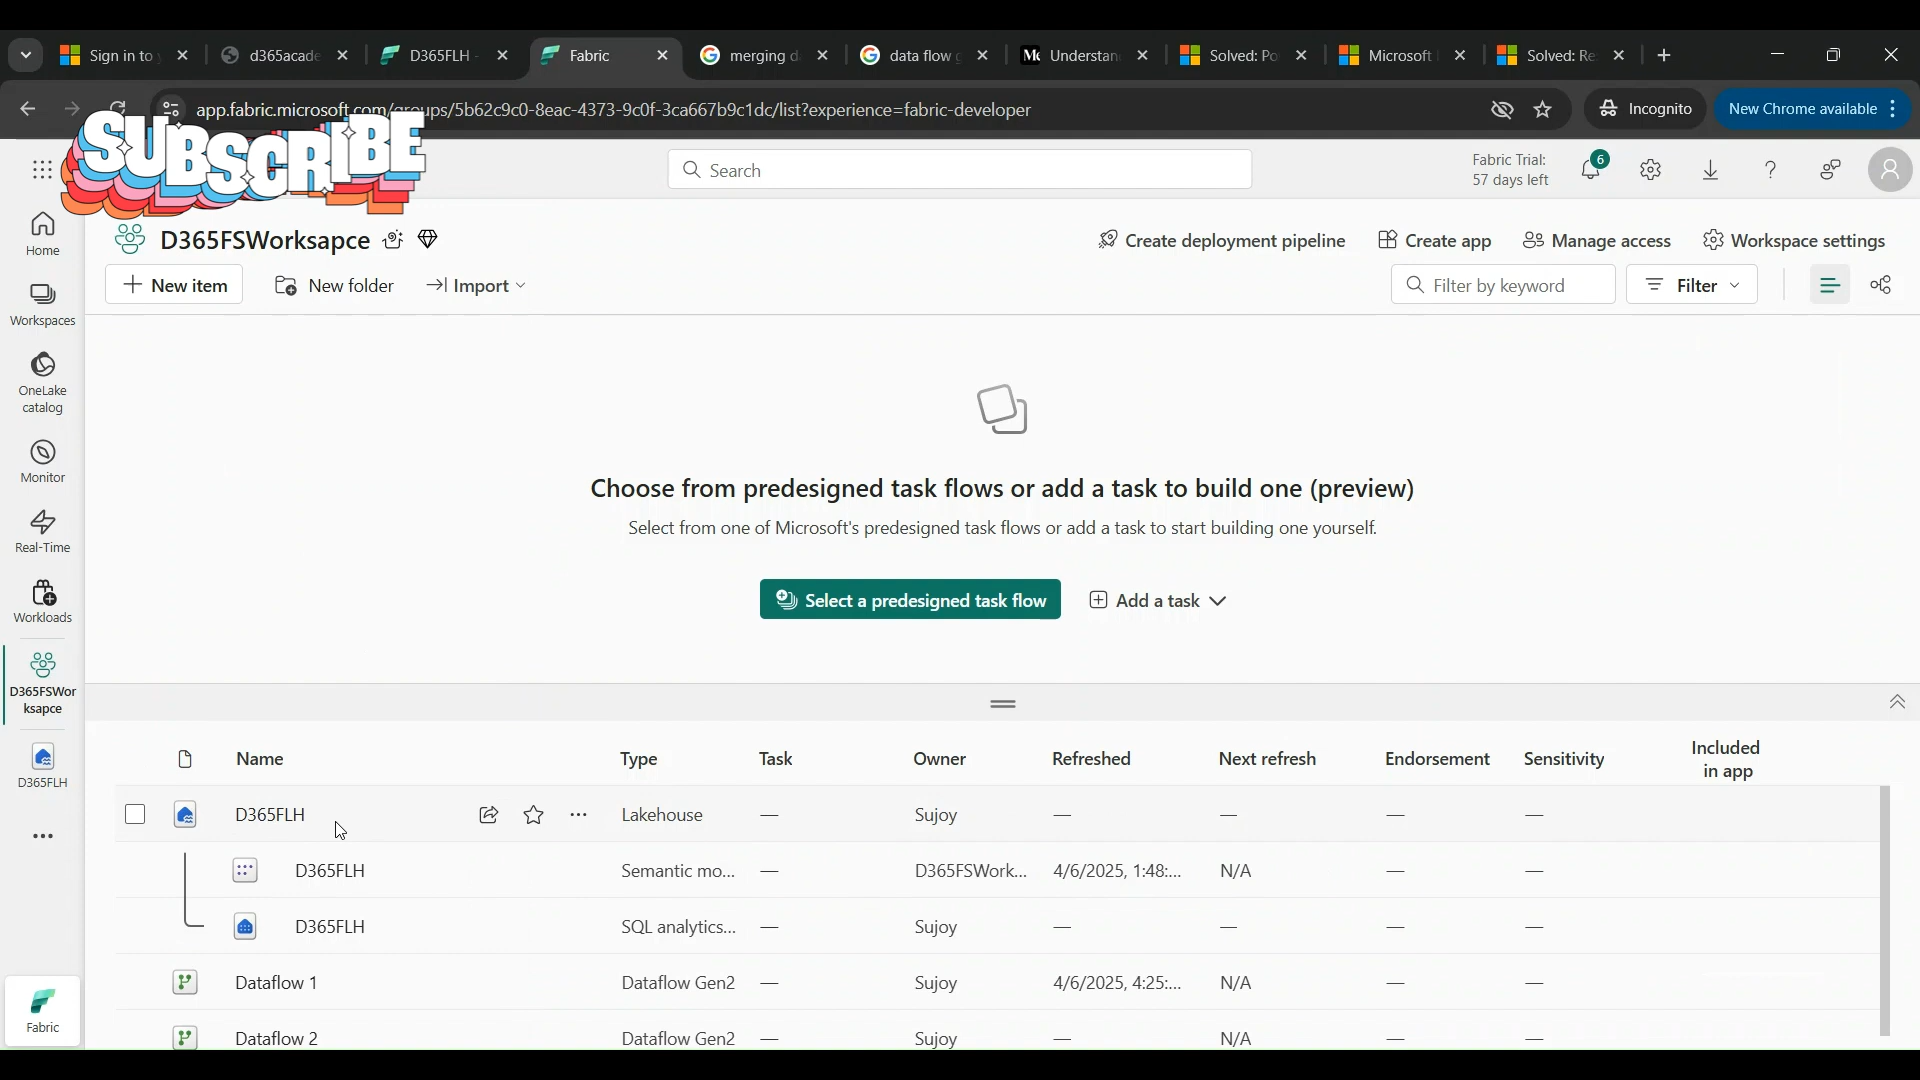 Sign in to
d365acade
D365FLH -
Fabric
merging d
data flow g
Understan
Solved: Po
Microsoft
Solved: Re
app.fabric.microsoft.com/groups/5b62c9c0-8eac-4373-9c0f-3ca667b9c1dc/list?experience=fabric-developer
Incognito
New Chrome available
SUBSCRIBE
Search
Fabric Trial:
57 days left
6
Home
D365FSWorksapce
Create deployment pipeline
Create app
Manage access
Workspace settings
New item
New folder
Import
Filter by keyword
Filter
Workspaces
OneLake
catalog
Monitor
Real-Time
Workloads
D365FSWor
ksapce
D365FLH
Fabric
Choose from predesigned task flows or add a task to build one (preview)
Select from one of Microsoft's predesigned task flows or add a task to start building one yourself.
Select a predesigned task flow
Add a task
Name Type Task Owner Refreshed Next refresh Endorsement Sensitivity Included
in app
D365FLH Lakehouse — Sujoy — — — —
D365FLH Semantic mo... — D365FSWork... 4/6/2025, 1:48:... N/A — —
D365FLH SQL analytics... — Sujoy — — — —
Dataflow 1 Dataflow Gen2 — Sujoy 4/6/2025, 4:25:... N/A — —
Dataflow 2 Dataflow Gen2 — Sujoy — N/A — —